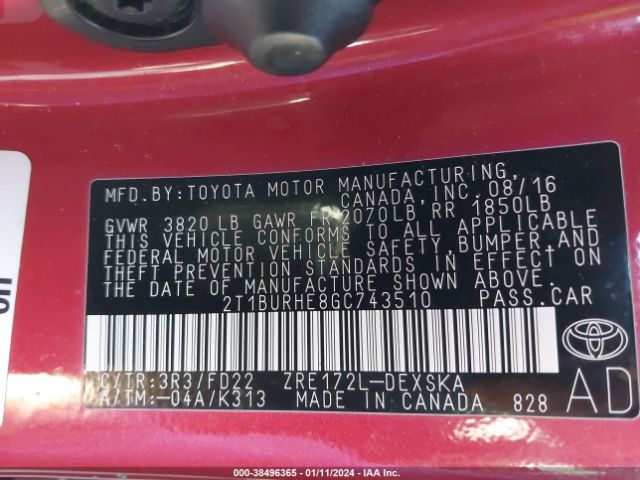 MFD.BY:TOYOTA MOTOR MANUFACTURING,
CANADA,INC. 08/16
GVWR 3820 LB GAWR FR 2070LB,RR 1850LB
THIS VEHICLE CONFORMS TO ALL APPLICABLE
FEDERAL MOTOR VEHICLE SAFETY, BUMPER,AND
THEFT PREVENTION STANDARDS IN EFFECT ON
THE DATE OF MANUFACTURE SHOWN ABOVE.
2T1BURHE8GC743510 PASS.CAR
C/TR:3R3/FD22 ZRE172L-DEXSKA
A/TM:-04A/K313 MADE IN CANADA 828
AD
TOYOTA
000-38496365 - 01/11/2024 - IAA Inc.